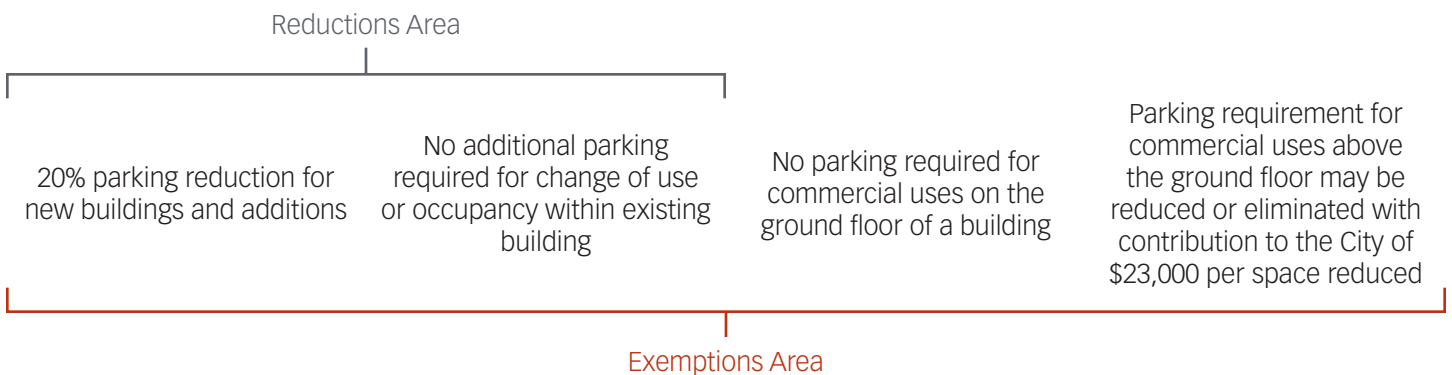 Reductions Area
20% parking reduction for
new buildings and additions
No additional parking
required for change of use
or occupancy within existing
building
No parking required for
commercial uses on the
ground floor of a building
Parking requirement for
commercial uses above
the ground floor may be
reduced or eliminated with
contribution to the City of
$23,000 per space reduced
Exemptions Area